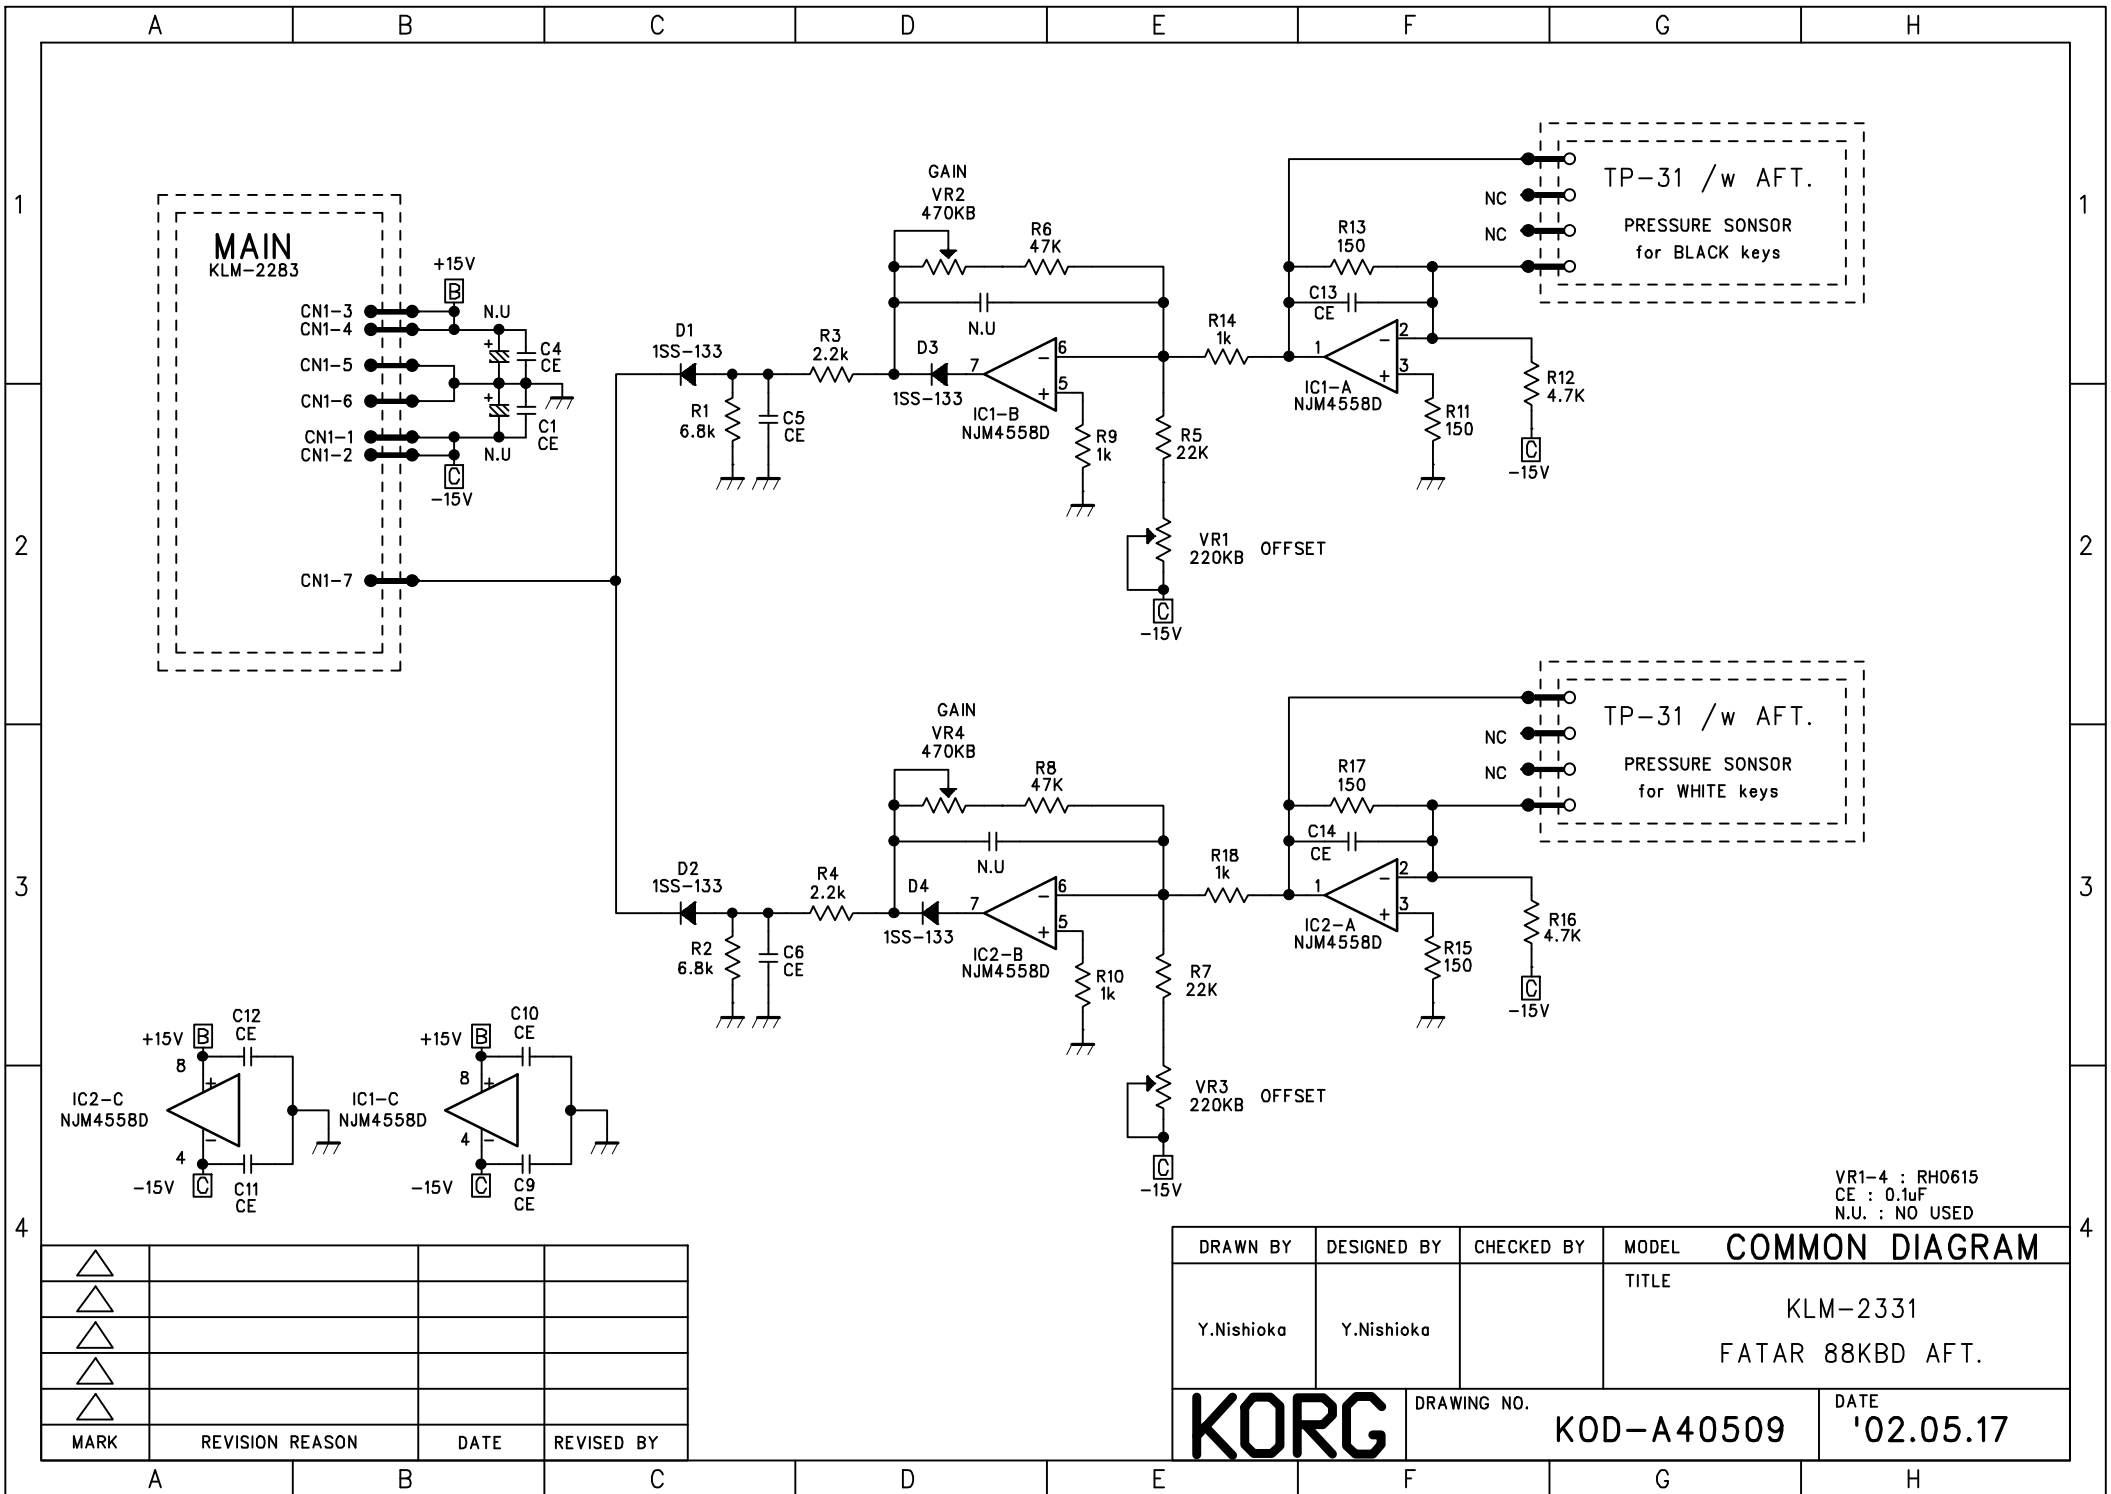 A B C D E F G H
1
2
3
4
1
2
3
4
MAIN
KLM-2283
CN1-3
CN1-4
CN1-5
CN1-6
CN1-1
CN1-2
CN1-7
+15V
B
N.U
+
C4
CE
+
C1
CE
N.U
C
-15V
D1
1SS-133
R1
6.8k
C5
CE
R3
2.2k
GAIN
VR2
470KB
R6
47K
N.U
D3
1SS-133
7
6
5
-
+
IC1-B
NJM4558D
R9
1k
R5
22K
VR1
220KB
OFFSET
C
-15V
R14
1k
R13
150
C13
CE
1
2
3
-
+
IC1-A
NJM4558D
R11
150
R12
4.7K
C
-15V
NC
NC
TP-31 /w AFT.
PRESSURE SONSOR
for BLACK keys
D2
1SS-133
R2
6.8k
C6
CE
R4
2.2k
GAIN
VR4
470KB
R8
47K
N.U
D4
1SS-133
7
6
5
-
+
IC2-B
NJM4558D
R10
1k
R7
22K
VR3
220KB
OFFSET
C
-15V
R18
1k
R17
150
C14
CE
1
2
3
-
+
IC2-A
NJM4558D
R15
150
R16
4.7K
C
-15V
NC
NC
TP-31 /w AFT.
PRESSURE SONSOR
for WHITE keys
+15V
B
C12
CE
8
+
IC2-C
NJM4558D
-
4
-15V
C
C11
CE
+15V
B
C10
CE
8
+
IC1-C
NJM4558D
4
-
-15V
C
C9
CE
VR1-4 : RH0615
CE : 0.1uF
N.U. : NO USED
MARK REVISION REASON DATE REVISED BY
DRAWN BY DESIGNED BY CHECKED BY MODEL COMMON DIAGRAM
Y.Nishioka Y.Nishioka
TITLE
KLM-2331
FATAR 88KBD AFT.
KORG
DRAWING NO.
KOD-A40509
DATE
'02.05.17
A B C D E F G H